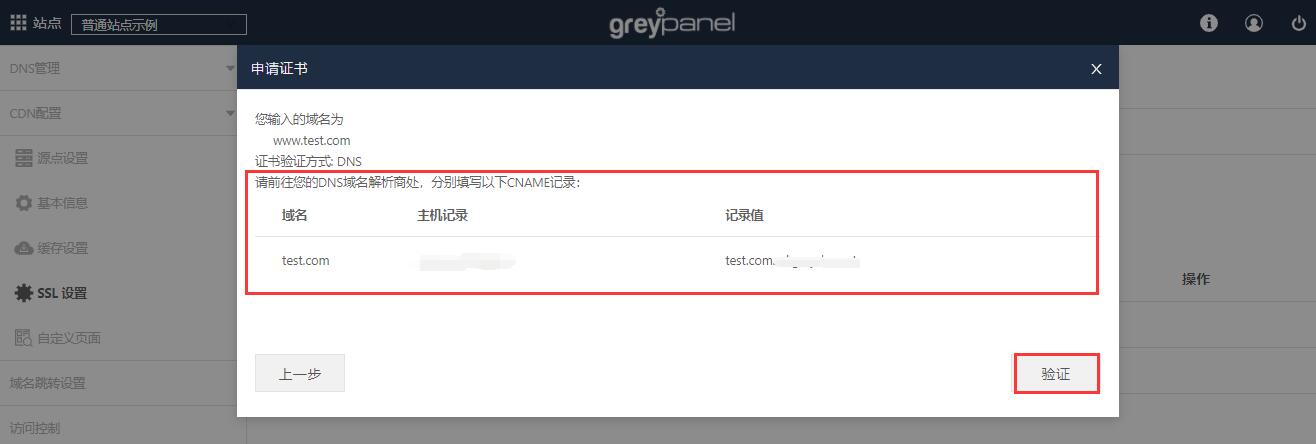 站点 普通站点示例 greypanel
DNS管理
CDN配置
源点设置
基本信息
缓存设置
SSL 设置
自定义页面
域名跳转设置
访问控制
申请证书 X
您输入的域名为
www.test.com
证书验证方式: DNS
请前往您的DNS域名解析商处，分别填写以下CNAME记录：
域名 主机记录 记录值
test.com test.com.
上一步 验证
操作